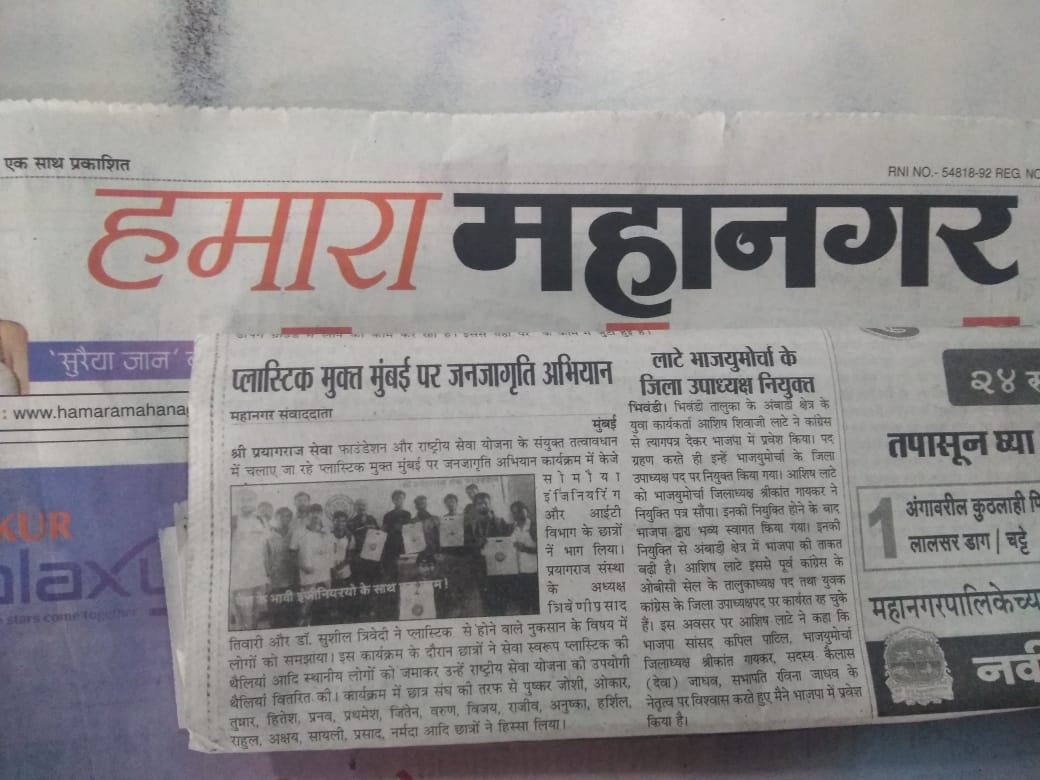 एक साथ प्रकाशित
RNI NO.- 54818-92 REG. NO
हमारा महानगर
'सुरैया जान'
: www.hamaramahanag
KUR
alaxy
e stars come together
प्लास्टिक मुक्त मुंबई पर जनजागृति अभियान
महानगर संवाददाता
मुंबई
श्री प्रयागराज सेवा फाउंडेशन और राष्ट्रीय सेवा योजना के संयुक्त तत्वावधान
में चलाए जा रहे प्लास्टिक मुक्त मुंबई पर जनजागृति अभियान कार्यक्रम में केजे
सोमैया
इंजिनियरिंग
और आईटी
विभाग के छात्रों
नें भाग लिया।
प्रयागराज संस्था
के अध्यक्ष
त्रिवेणीप्रसाद
के भावी इंजीनियरयो के साथ
तिवारी और डॉ. सुशील त्रिवेदी ने प्लास्टिक से होने वाले नुकसान के विषय में
लोगों को समझाया। इस कार्यक्रम के दौरान छात्रों ने सेवा स्वरूप प्लास्टिक की
थैलियां आदि स्थानीय लोगों को जमाकर उन्हें राष्ट्रीय सेवा योजना की उपयोगी
थैलियां वितरित की। कार्यक्रम में छात्र संघ की तरफ से पुष्कर जोशी, ओकार,
तुमार, हितेश, प्रनव, प्रथमेश, जितेन, वरुण, विजय, राजीव, अनुष्का, हर्शिल,
राहुल, अक्षय, सायली, प्रसाद, नर्मदा आदि छात्रों ने हिस्सा लिया।
लाटे भाजयुमोर्चा के
जिला उपाध्यक्ष नियुक्त
भिवंडी। भिवंडी तालुका के अंबाडी क्षेत्र के
युवा कार्यकर्ता आशिष शिवाजी लाटे ने कांग्रेस
से त्यागपत्र देकर भाजपा में प्रवेश किया। पद
ग्रहण करते ही इन्हें भाजयुमोर्चा के जिला
उपाध्यक्ष पद पर नियुक्त किया गया। आशिष लाटे
को भाजयुमोर्चा जिलाध्यक्ष श्रीकांत गायकर ने
नियुक्ति पत्र सौंपा। इनकी नियुक्ति होने के बाद
भाजपा द्वारा भव्य स्वागत किया गया। इनकी
नियुक्ति से अंबाडी क्षेत्र में भाजपा की ताकत
बढ़ी है। आशिष लाटे इससे पूर्व कांग्रेस के
ओबीसी सेल के तालुकाध्यक्ष पद तथा युवक
कांग्रेस के जिला उपाध्यक्षपद पर कार्यरत रह चुके
हैं। इस अवसर पर आशिष लाटे ने कहा कि
भाजपा सांसद कपिल पाटिल, भाजयुमोर्चा
जिलाध्यक्ष श्रीकांत गायकर, सदस्य कैलास
(देवा) जाधव, सभापति रविना जाधव के
नेतृत्व पर विश्वास करते हुए मैने भाजपा में प्रवेश
किया है।
२४
तपासून घ्या
1
अंगावरील कुठलाही
लालसर डाग / चट्टे
महानगरपालिकेच्य
नवी